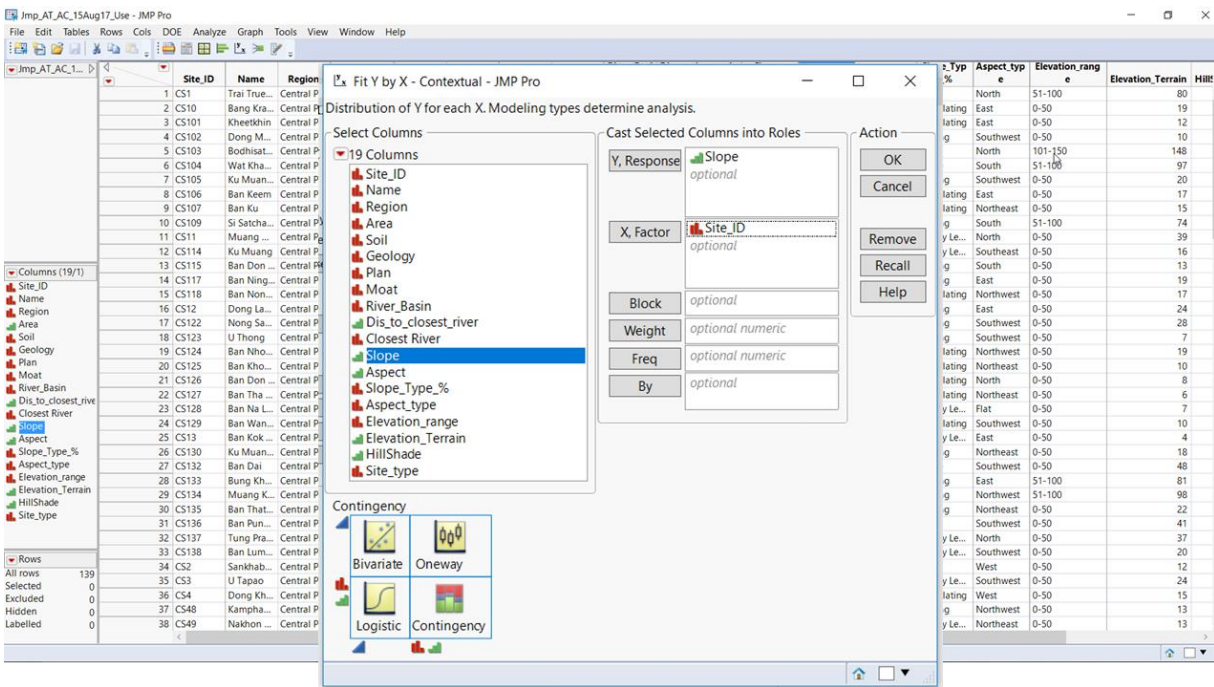 Jmp_AT_AC_15Aug17_Use - JMP Pro
File Edit Tables Rows Cols DOE Analyze Graph Tools View Window Help
Jmp_AT_AC_1...
Columns (19/1)
Site_ID
Name
Region
Area
Soil
Geology
Plan
Moat
River_Basin
Dis_to_closest_rive
Closest River
Slope
Aspect
Slope_Type_%
Aspect_type
Elevation_range
Elevation_Terrain
HillShade
Site_type
Rows
All rows 139
Selected 0
Excluded 0
Hidden 0
Labelled 0
Site_ID Name Region
1 CS1 Trai True... Central P
2 CS10 Bang Kra... Central P
3 CS101 Kheetkhin Central P
4 CS102 Dong M... Central P
5 CS103 Bodhisat... Central P
6 CS104 Wat Kha... Central P
7 CS105 Ku Muan... Central P
8 CS106 Ban Keem Central P
9 CS107 Ban Ku Central P
10 CS109 Si Satcha... Central P
11 CS11 Muang ... Central P
12 CS114 Ku Muang Central P
13 CS115 Ban Don ... Central P
14 CS117 Ban Ning... Central P
15 CS118 Ban Non... Central P
16 CS12 Dong La... Central P
17 CS122 Nong Sa... Central P
18 CS123 U Thong Central P
19 CS124 Ban Nho... Central P
20 CS125 Ban Kho... Central P
21 CS126 Ban Don ... Central P
22 CS127 Ban Tha ... Central P
23 CS128 Ban Na L... Central P
24 CS129 Ban Wan... Central P
25 CS13 Ban Kok ... Central P
26 CS130 Ku Muan... Central P
27 CS132 Ban Dai Central P
28 CS133 Bung Kh... Central P
29 CS134 Muang K... Central P
30 CS135 Ban That... Central P
31 CS136 Ban Pun... Central P
32 CS137 Tung Pra... Central P
33 CS138 Ban Lum... Central P
34 CS2 Sankhab... Central P
35 CS3 U Tapao Central P
36 CS4 Dong Kh... Central P
37 CS48 Kampha... Central P
38 CS49 Nakhon ... Central P
Fit Y by X - Contextual - JMP Pro
Distribution of Y for each X. Modeling types determine analysis.
Select Columns
19 Columns
Site_ID
Name
Region
Area
Soil
Geology
Plan
Moat
River_Basin
Dis_to_closest_river
Closest River
Slope
Aspect
Slope_Type_%
Aspect_type
Elevation_range
Elevation_Terrain
HillShade
Site_type
Contingency
Bivariate Oneway
Logistic Contingency
Cast Selected Columns into Roles
Y, Response Slope
optional
X, Factor Site_ID
optional
Block optional
Weight optional numeric
Freq optional numeric
By optional
Action
OK
Cancel
Remove
Recall
Help
e_Typ Aspect_typ Elevation_rang
_% e e Elevation_Terrain Hills
North 51-100 80
lating East 0-50 19
lating East 0-50 12
g Southwest 0-50 10
North 101-150 148
South 51-100 97
g Southwest 0-50 20
lating East 0-50 17
lating Northeast 0-50 15
g South 51-100 74
y Le... North 0-50 39
y Le... Southeast 0-50 16
g South 0-50 13
g East 0-50 19
lating Northwest 0-50 17
g East 0-50 24
g Southwest 0-50 28
g Southwest 0-50 7
lating Northwest 0-50 19
lating Northeast 0-50 10
lating North 0-50 8
lating Northeast 0-50 6
y Le... Flat 0-50 7
lating Southwest 0-50 10
y Le... East 0-50 4
g Northeast 0-50 18
Southwest 0-50 48
g East 51-100 81
g Northwest 51-100 98
g Northeast 0-50 22
Southwest 0-50 41
y Le... North 0-50 37
y Le... Southwest 0-50 20
West 0-50 12
y Le... Southwest 0-50 24
lating West 0-50 15
g Northwest 0-50 13
y Le... Northeast 0-50 13